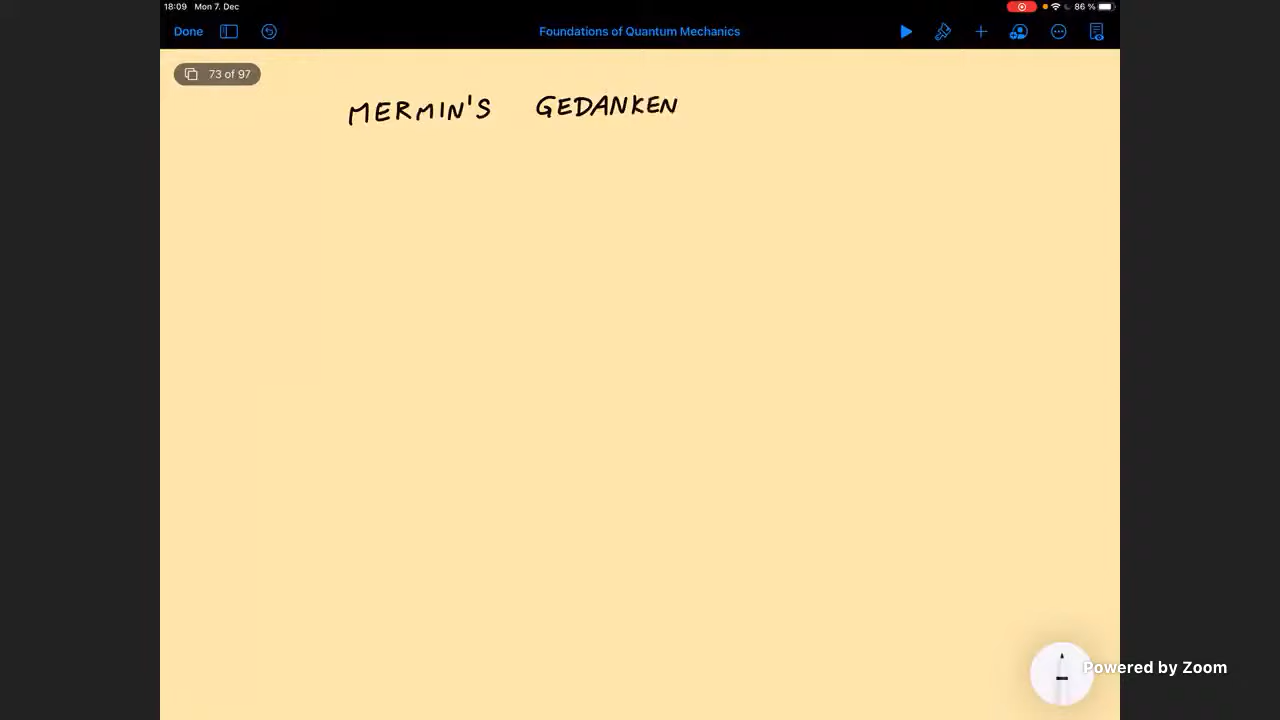 18:09 Mon 7. Dec 86 %
Done Foundations of Quantum Mechanics
73 of 97
MERMIN'S GEDANKEN
Powered by Zoom